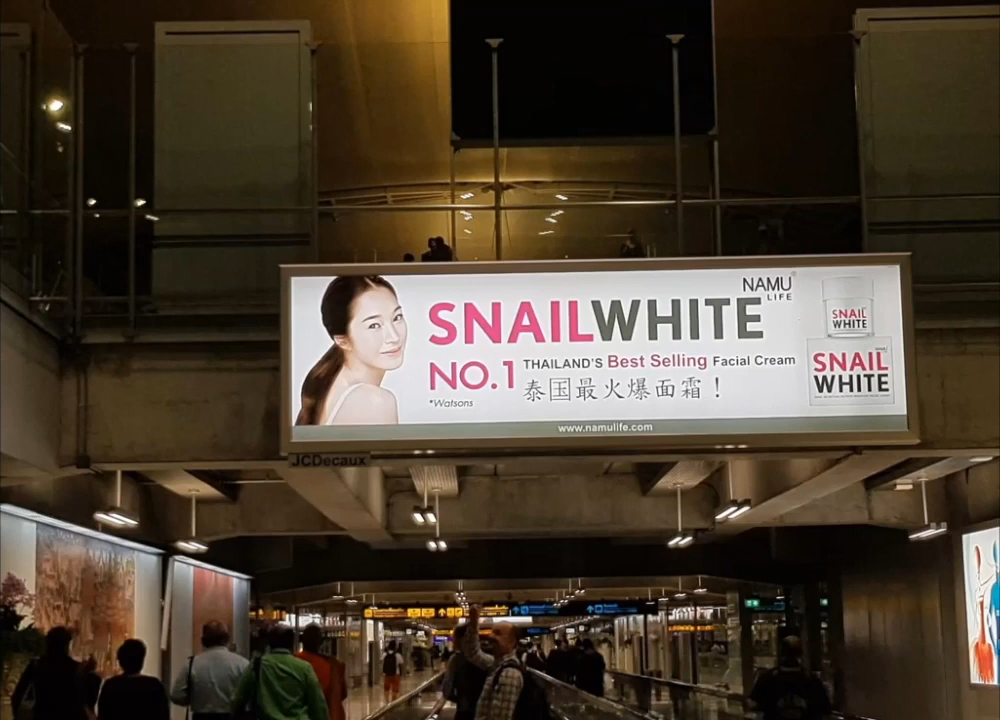 NAMU
LIFE
SNAILWHITE
NO.1
THAILAND'S Best Selling Facial Cream
泰国最火爆面霜！
*Watsons
SNAIL
WHITE
SNAIL
WHITE
www.namulife.com
JCDecaux